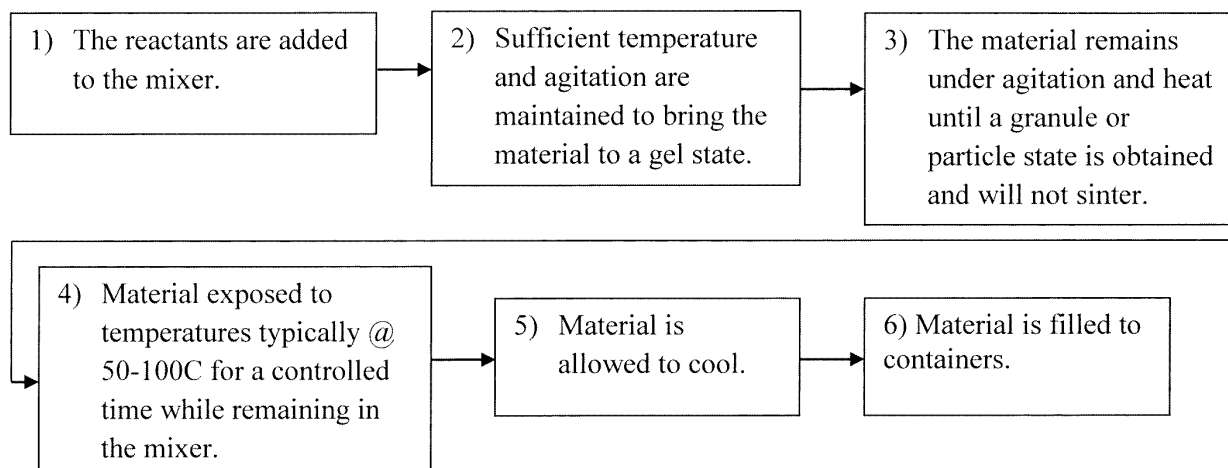 1) The reactants are added
to the mixer.
2) Sufficient temperature
and agitation are
maintained to bring the
material to a gel state.
3) The material remains
under agitation and heat
until a granule or
particle state is obtained
and will not sinter.
4) Material exposed to
temperatures typically @
50-100C for a controlled
time while remaining in
the mixer.
5) Material is
allowed to cool.
6) Material is filled to
containers.